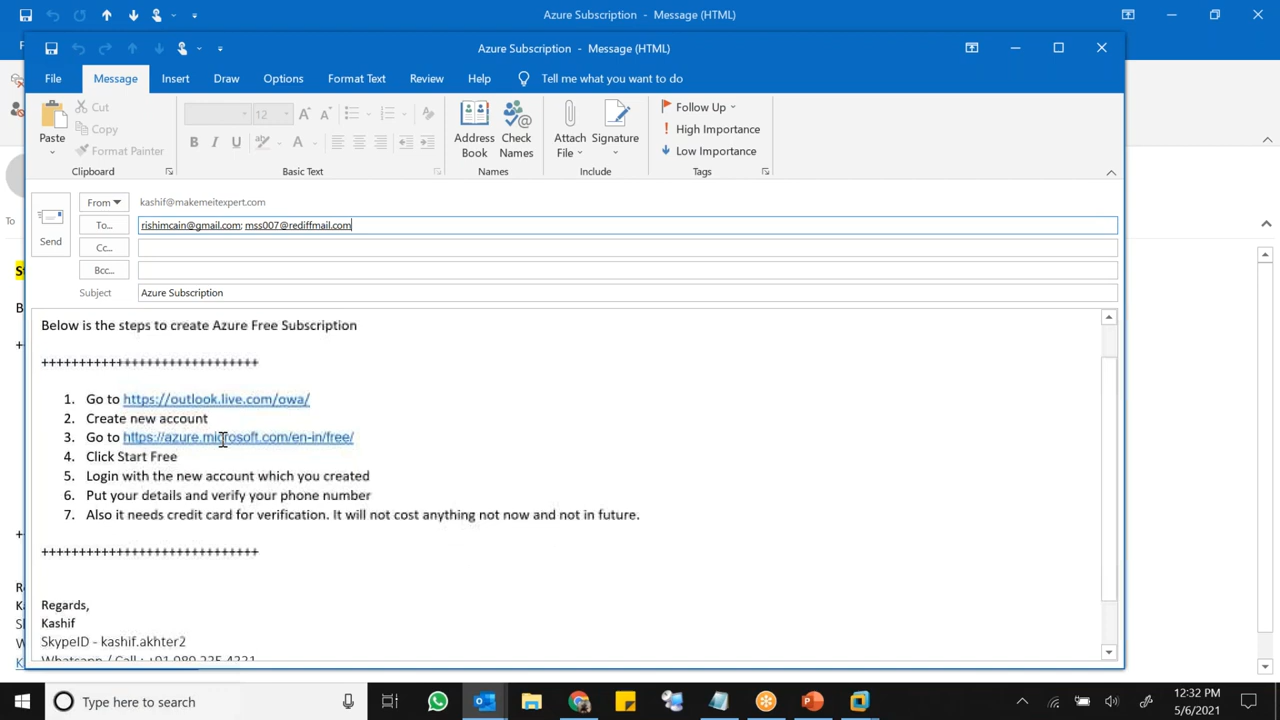 Azure Subscription - Message (HTML)
Azure Subscription - Message (HTML)
File Message Insert Draw Options Format Text Review Help Tell me what you want to do
Paste
Cut
Copy
Format Painter
Clipboard
12
B I U
A
Basic Text
Address Book
Check Names
Names
Attach File
Signature
Include
Follow Up
High Importance
Low Importance
Tags
Send
From kashif@makemeitexpert.com
To... rishimcain@gmail.com; mss007@rediffmail.com
Cc...
Bcc...
Subject Azure Subscription
Below is the steps to create Azure Free Subscription
+++++++++++++++++++++++++++++
1. Go to https://outlook.live.com/owa/
2. Create new account
3. Go to https://azure.microsoft.com/en-in/free/
4. Click Start Free
5. Login with the new account which you created
6. Put your details and verify your phone number
7. Also it needs credit card for verification. It will not cost anything not now and not in future.
+++++++++++++++++++++++++++++
Regards,
Kashif
SkypeID - kashif.akhter2
Whatsapp / Call : +91 989 235 4331
Type here to search
12:32 PM
5/6/2021